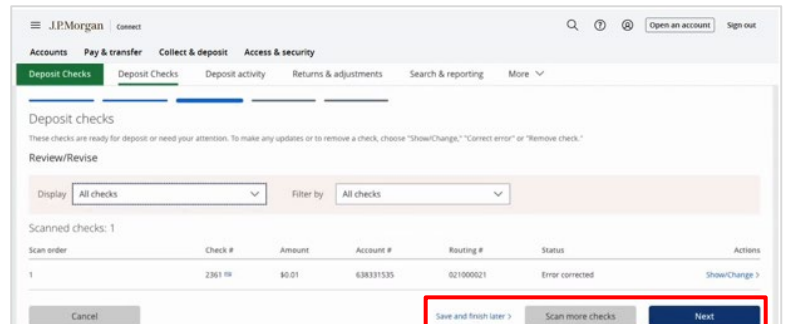 J.P.Morgan Connect Open an account Sign out
Accounts Pay & transfer Collect & deposit Access & security
Deposit Checks Deposit Checks Deposit activity Returns & adjustments Search & reporting More
Deposit checks
These checks are ready for deposit or need your attention. To make any updates or to remove a check, choose "Show/Change," "Correct error" or "Remove check."
Review/Revise
Display All checks Filter by All checks
Scanned checks: 1
Scan order Check # Amount Account # Routing # Status Actions
1 2361 $0.01 638331535 021000021 Error corrected Show/Change >
Cancel Save and finish later > Scan more checks Next